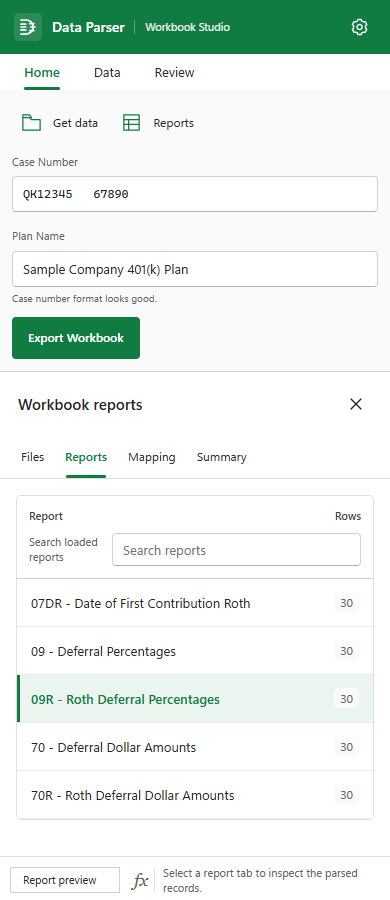 Data Parser Workbook Studio
Home Data Review
Get data Reports
Case Number
QK12345   67890
Plan Name
Sample Company 401(k) Plan
Case number format looks good.
Export Workbook
Workbook reports
Files Reports Mapping Summary
Report Rows
Search loaded
reports
Search reports
07DR - Date of First Contribution Roth 30
09 - Deferral Percentages 30
09R - Roth Deferral Percentages 30
70 - Deferral Dollar Amounts 30
70R - Roth Deferral Dollar Amounts 30
Report preview fx Select a report tab to inspect the parsed
records.